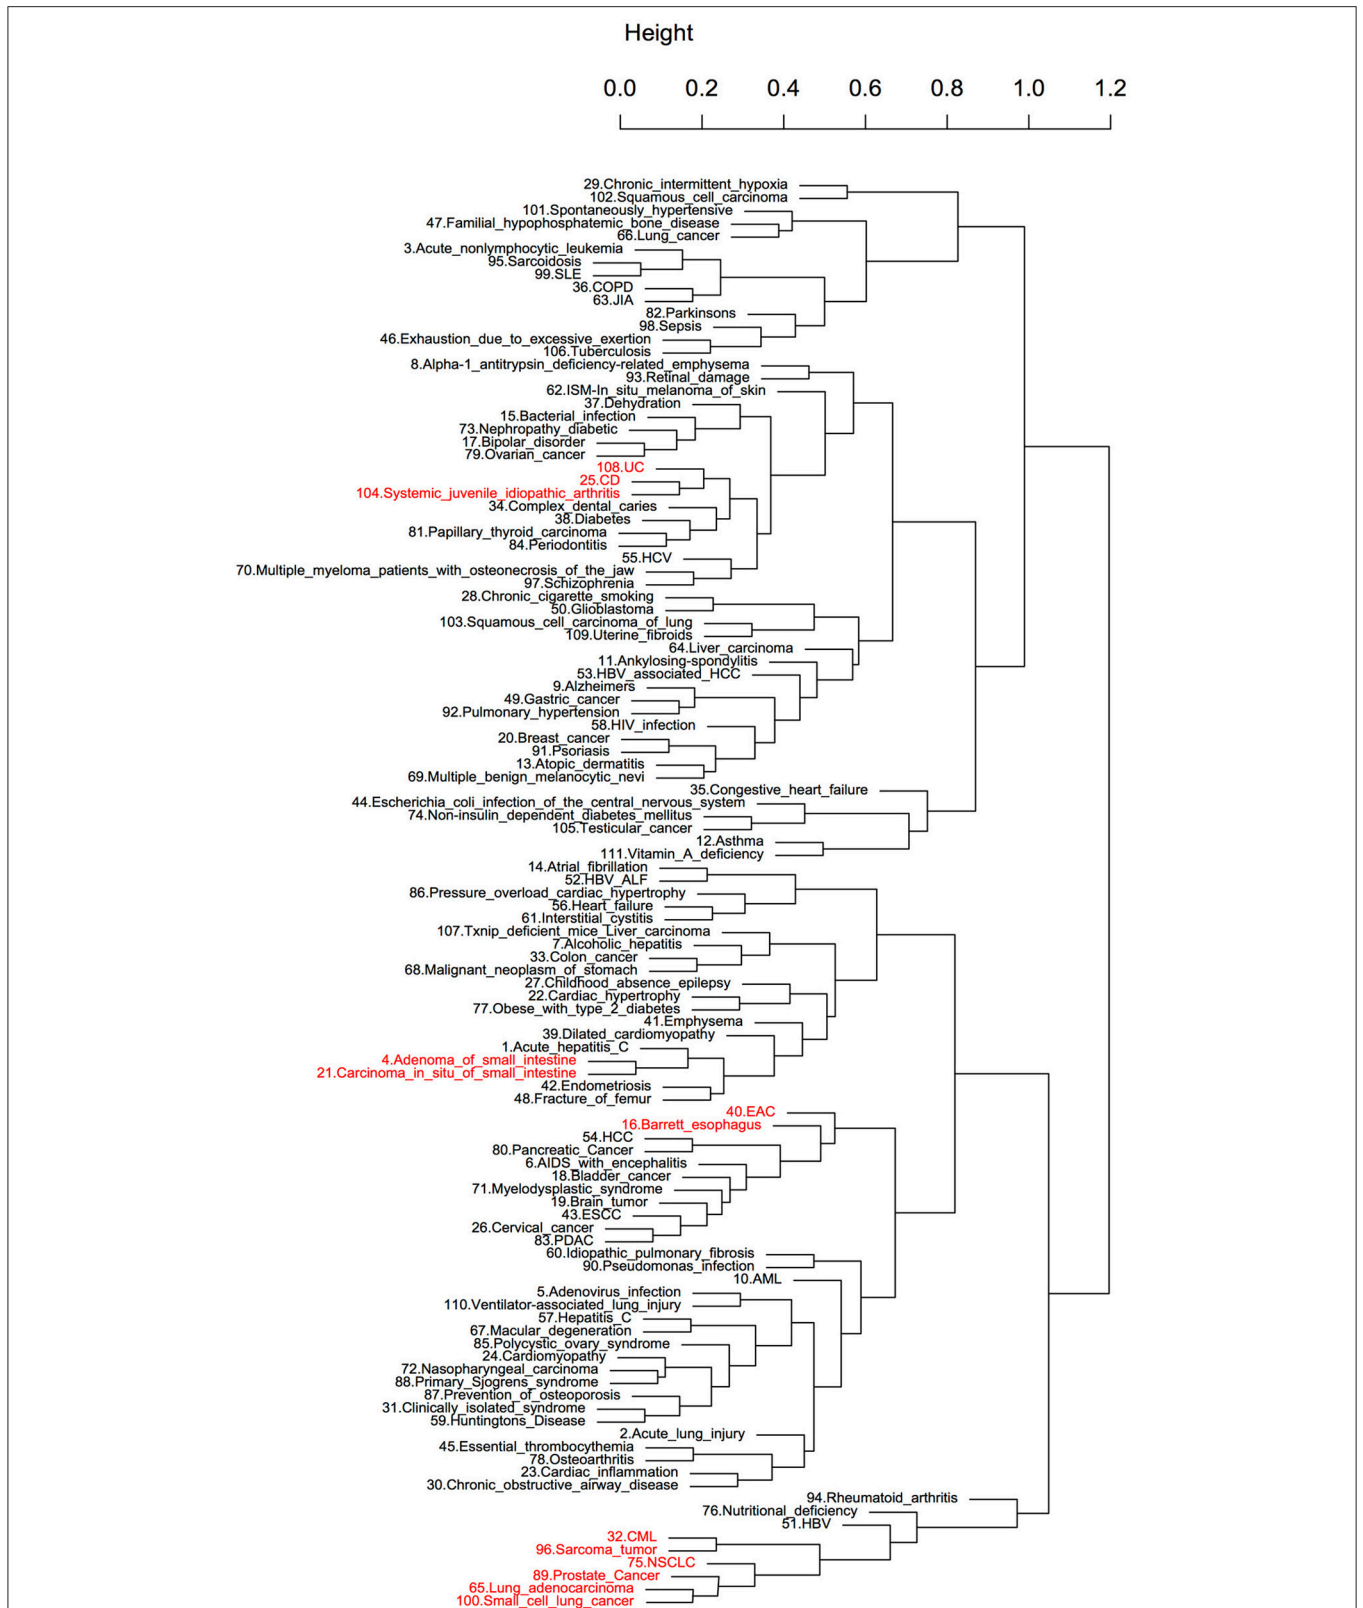 Height
0.0 0.2 0.4 0.6 0.8 1.0 1.2
29.Chronic_intermittent_hypoxia
102.Squamous_cell_carcinoma
101.Spontaneously_hypertensive
47.Familial_hypophosphatemic_bone_disease
66.Lung_cancer
3.Acute_nonlymphocytic_leukemia
95.Sarcoidosis
99.SLE
36.COPD
63.JIA
82.Parkinsons
98.Sepsis
46.Exhaustion_due_to_excessive_exertion
106.Tuberculosis
8.Alpha-1_antitrypsin_deficiency-related_emphysema
93.Retinal_damage
62.ISM-In_situ_melanoma_of_skin
37.Dehydration
15.Bacterial_infection
73.Nephropathy_diabetic
17.Bipolar_disorder
79.Ovarian_cancer
108.UC
25.CD
104.Systemic_juvenile_idiopathic_arthritis
34.Complex_dental_caries
38.Diabetes
81.Papillary_thyroid_carcinoma
84.Periodontitis
55.HCV
70.Multiple_myeloma_patients_with_osteonecrosis_of_the_jaw
97.Schizophrenia
28.Chronic_cigarette_smoking
50.Glioblastoma
103.Squamous_cell_carcinoma_of_lung
109.Uterine_fibroids
64.Liver_carcinoma
11.Ankylosing-spondylitis
53.HBV_associated_HCC
9.Alzheimers
49.Gastric_cancer
92.Pulmonary_hypertension
58.HIV_infection
20.Breast_cancer
91.Psoriasis
13.Atopic_dermatitis
69.Multiple_benign_melanocytic_nevi
35.Congestive_heart_failure
44.Escherichia_coli_infection_of_the_central_nervous_system
74.Non-insulin_dependent_diabetes_mellitus
105.Testicular_cancer
12.Asthma
111.Vitamin_A_deficiency
14.Atrial_fibrillation
52.HBV_ALF
86.Pressure_overload_cardiac_hypertrophy
56.Heart_failure
61.Interstitial_cystitis
107.Txnip_deficient_mice_Liver_carcinoma
7.Alcoholic_hepatitis
33.Colon_cancer
68.Malignant_neoplasm_of_stomach
27.Childhood_absence_epilepsy
22.Cardiac_hypertrophy
77.Obese_with_type_2_diabetes
41.Emphysema
39.Dilated_cardiomyopathy
1.Acute_hepatitis_C
4.Adenoma_of_small_intestine
21.Carcinoma_in_situ_of_small_intestine
42.Endometriosis
48.Fracture_of_femur
40.EAC
16.Barrett_esophagus
54.HCC
80.Pancreatic_Cancer
6.AIDS_with_encephalitis
18.Bladder_cancer
71.Myelodysplastic_syndrome
19.Brain_tumor
43.ESCC
26.Cervical_cancer
83.PDAC
60.Idiopathic_pulmonary_fibrosis
90.Pseudomonas_infection
10.AML
5.Adenovirus_infection
110.Ventilator-associated_lung_injury
57.Hepatitis_C
67.Macular_degeneration
85.Polycystic_ovary_syndrome
24.Cardiomyopathy
72.Nasopharyngeal_carcinoma
88.Primary_Sjogrens_syndrome
87.Prevention_of_osteoporosis
31.Clinically_isolated_syndrome
59.Huntingtons_Disease
2.Acute_lung_injury
45.Essential_thrombocythemia
78.Osteoarthritis
23.Cardiac_inflammation
30.Chronic_obstructive_airway_disease
94.Rheumatoid_arthritis
76.Nutritional_deficiency
51.HBV
32.CML
96.Sarcoma_tumor
75.NSCLC
89.Prostate_Cancer
65.Lung_adenocarcinoma
100.Small_cell_lung_cancer